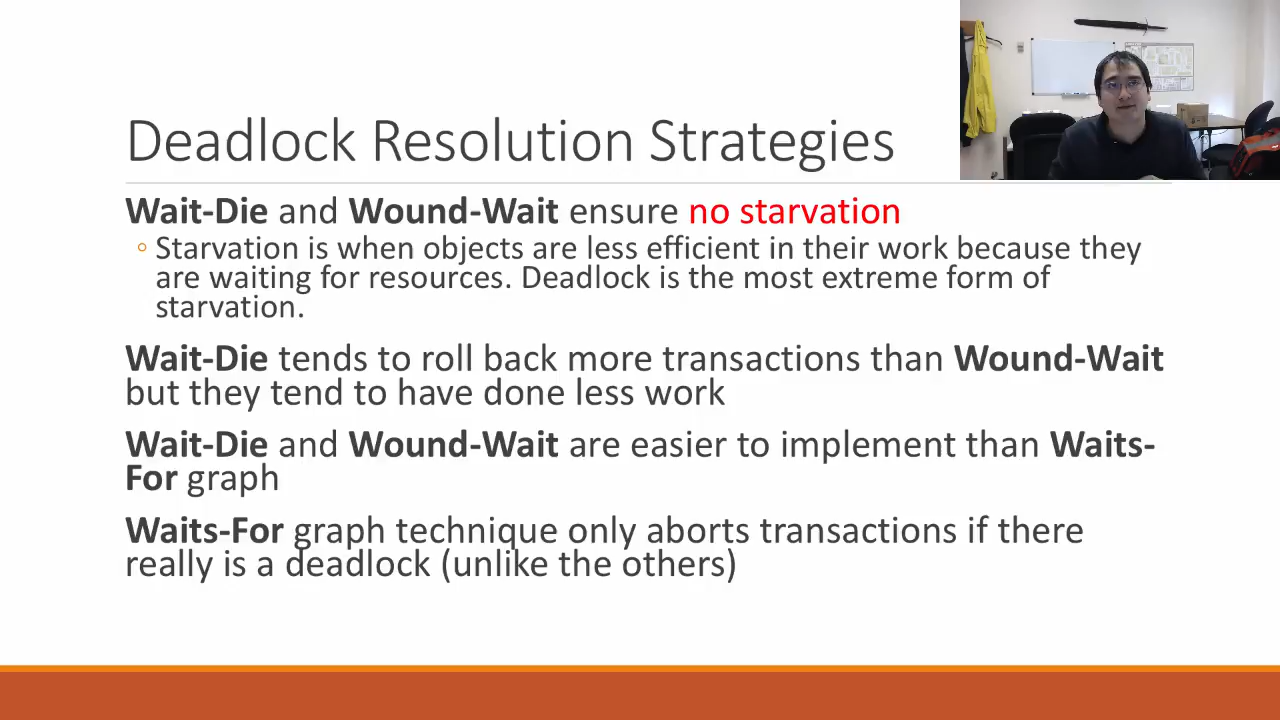 Deadlock Resolution Strategies
Wait-Die and Wound-Wait ensure no starvation
◦ Starvation is when objects are less efficient in their work because they
are waiting for resources. Deadlock is the most extreme form of
starvation.
Wait-Die tends to roll back more transactions than Wound-Wait
but they tend to have done less work
Wait-Die and Wound-Wait are easier to implement than Waits-
For graph
Waits-For graph technique only aborts transactions if there
really is a deadlock (unlike the others)